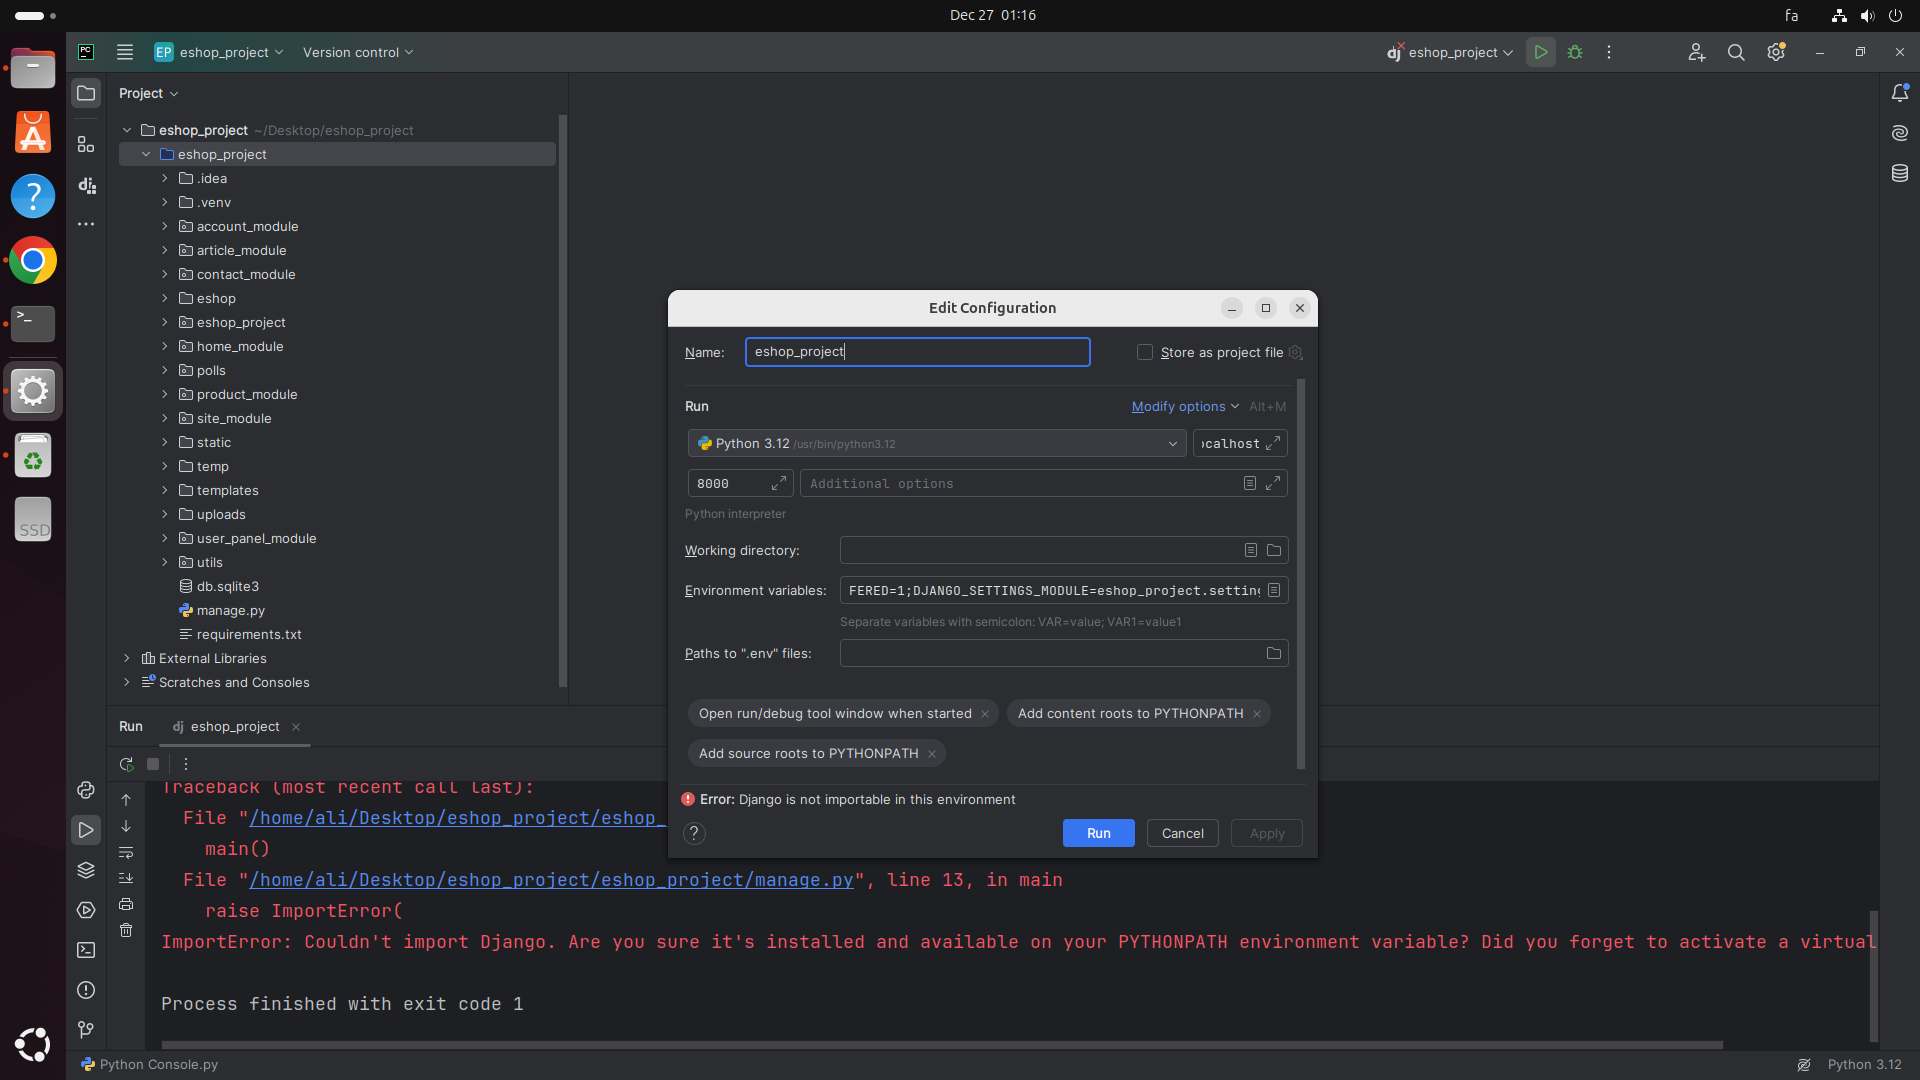 Dec 27 01:16
fa
PC
EP eshop_project
Version control
dj eshop_project
Project
eshop_project ~/Desktop/eshop_project
eshop_project
.idea
.venv
account_module
article_module
contact_module
eshop
eshop_project
home_module
polls
product_module
site_module
static
temp
templates
uploads
user_panel_module
utils
db.sqlite3
manage.py
requirements.txt
External Libraries
Scratches and Consoles
SSD
Edit Configuration
Name: eshop_project
Store as project file
Run
Modify options Alt+M
Python 3.12 /usr/bin/python3.12
calhost
8000
Additional options
Python interpreter
Working directory:
Environment variables: FERED=1;DJANGO_SETTINGS_MODULE=eshop_project.setting
Separate variables with semicolon: VAR=value; VAR1=value1
Paths to ".env" files:
Open run/debug tool window when started
Add content roots to PYTHONPATH
Add source roots to PYTHONPATH
Error: Django is not importable in this environment
?
Run
Cancel
Apply
Run
dj eshop_project
Traceback (most recent call last):
File "/home/ali/Desktop/eshop_project/eshop_
main()
File "/home/ali/Desktop/eshop_project/eshop_project/manage.py", line 13, in main
raise ImportError(
ImportError: Couldn't import Django. Are you sure it's installed and available on your PYTHONPATH environment variable? Did you forget to activate a virtual
Process finished with exit code 1
Python Console.py
Python 3.12